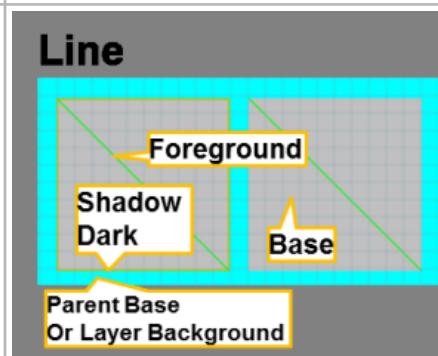 Line
Foreground
Shadow
Dark
Base
Parent Base
Or Layer Background